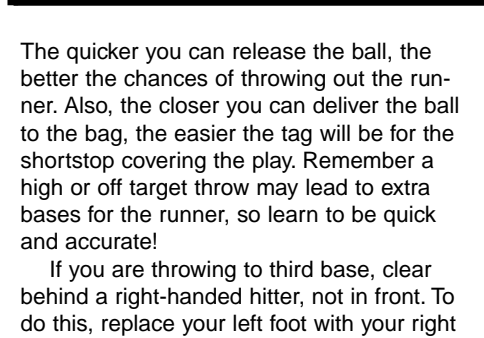 The quicker you can release the ball, the
better the chances of throwing out the run-
ner. Also, the closer you can deliver the ball
to the bag, the easier the tag will be for the
shortstop covering the play. Remember a
high or off target throw may lead to extra
bases for the runner, so learn to be quick
and accurate!
If you are throwing to third base, clear
behind a right-handed hitter, not in front. To
do this, replace your left foot with your right